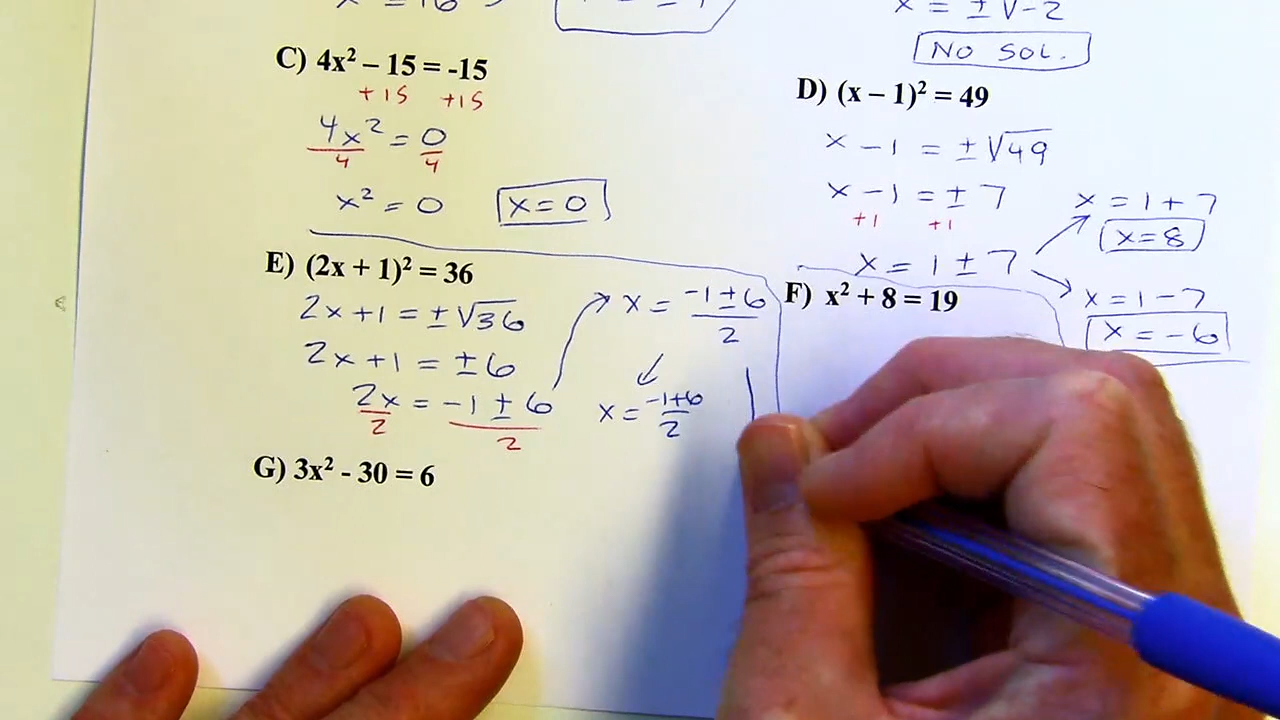 x = ±√-2
NO SOL.
C) 4x² – 15 = -15
+15 +15
4x² = 0
4 4
x² = 0 x = 0
D) (x – 1)² = 49
x - 1 = ±√49
x - 1 = ± 7
+1 +1
x = 1 ± 7
x = 1 + 7
x = 8
x = 1 - 7
x = -6
E) (2x + 1)² = 36
2x + 1 = ±√36
2x + 1 = ± 6
2x = -1 ± 6
2 2
x = -1 ± 6
2
x = -1+6
2
F) x² + 8 = 19
G) 3x² - 30 = 6